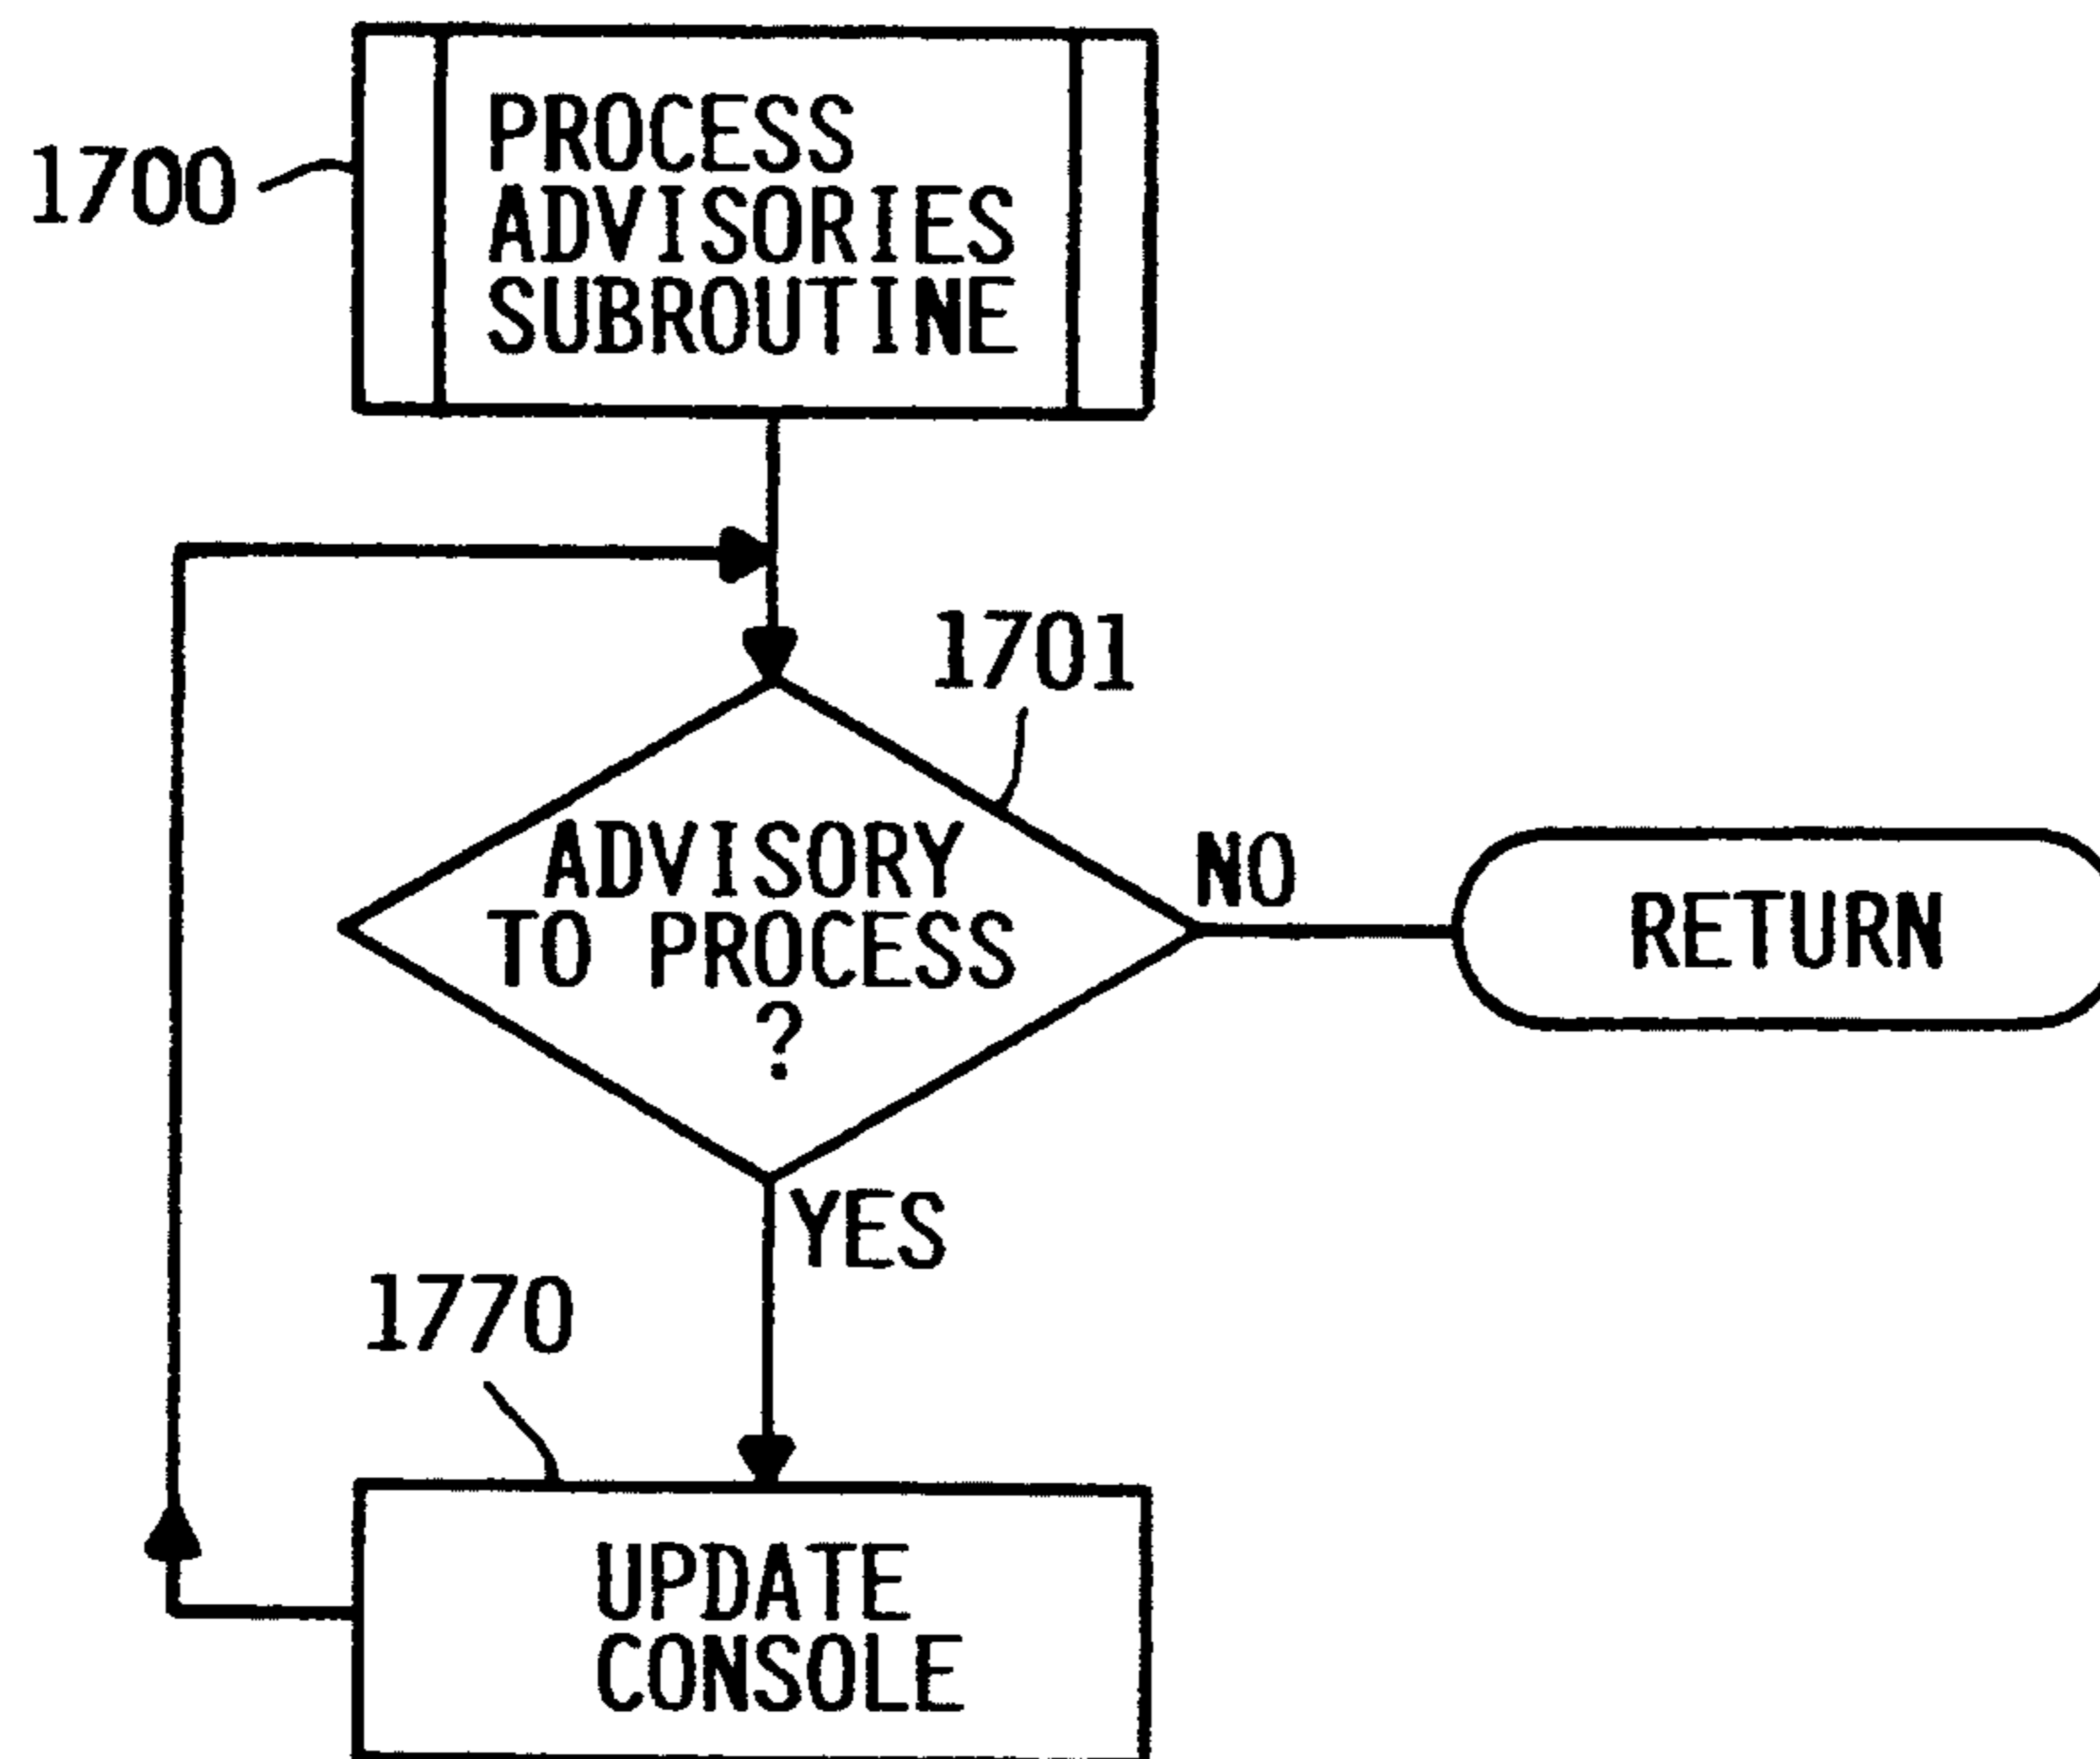 1700
PROCESS
ADVISORIES
SUBROUTINE
1701
ADVISORY
TO PROCESS
?
NO
RETURN
YES
1770
UPDATE
CONSOLE